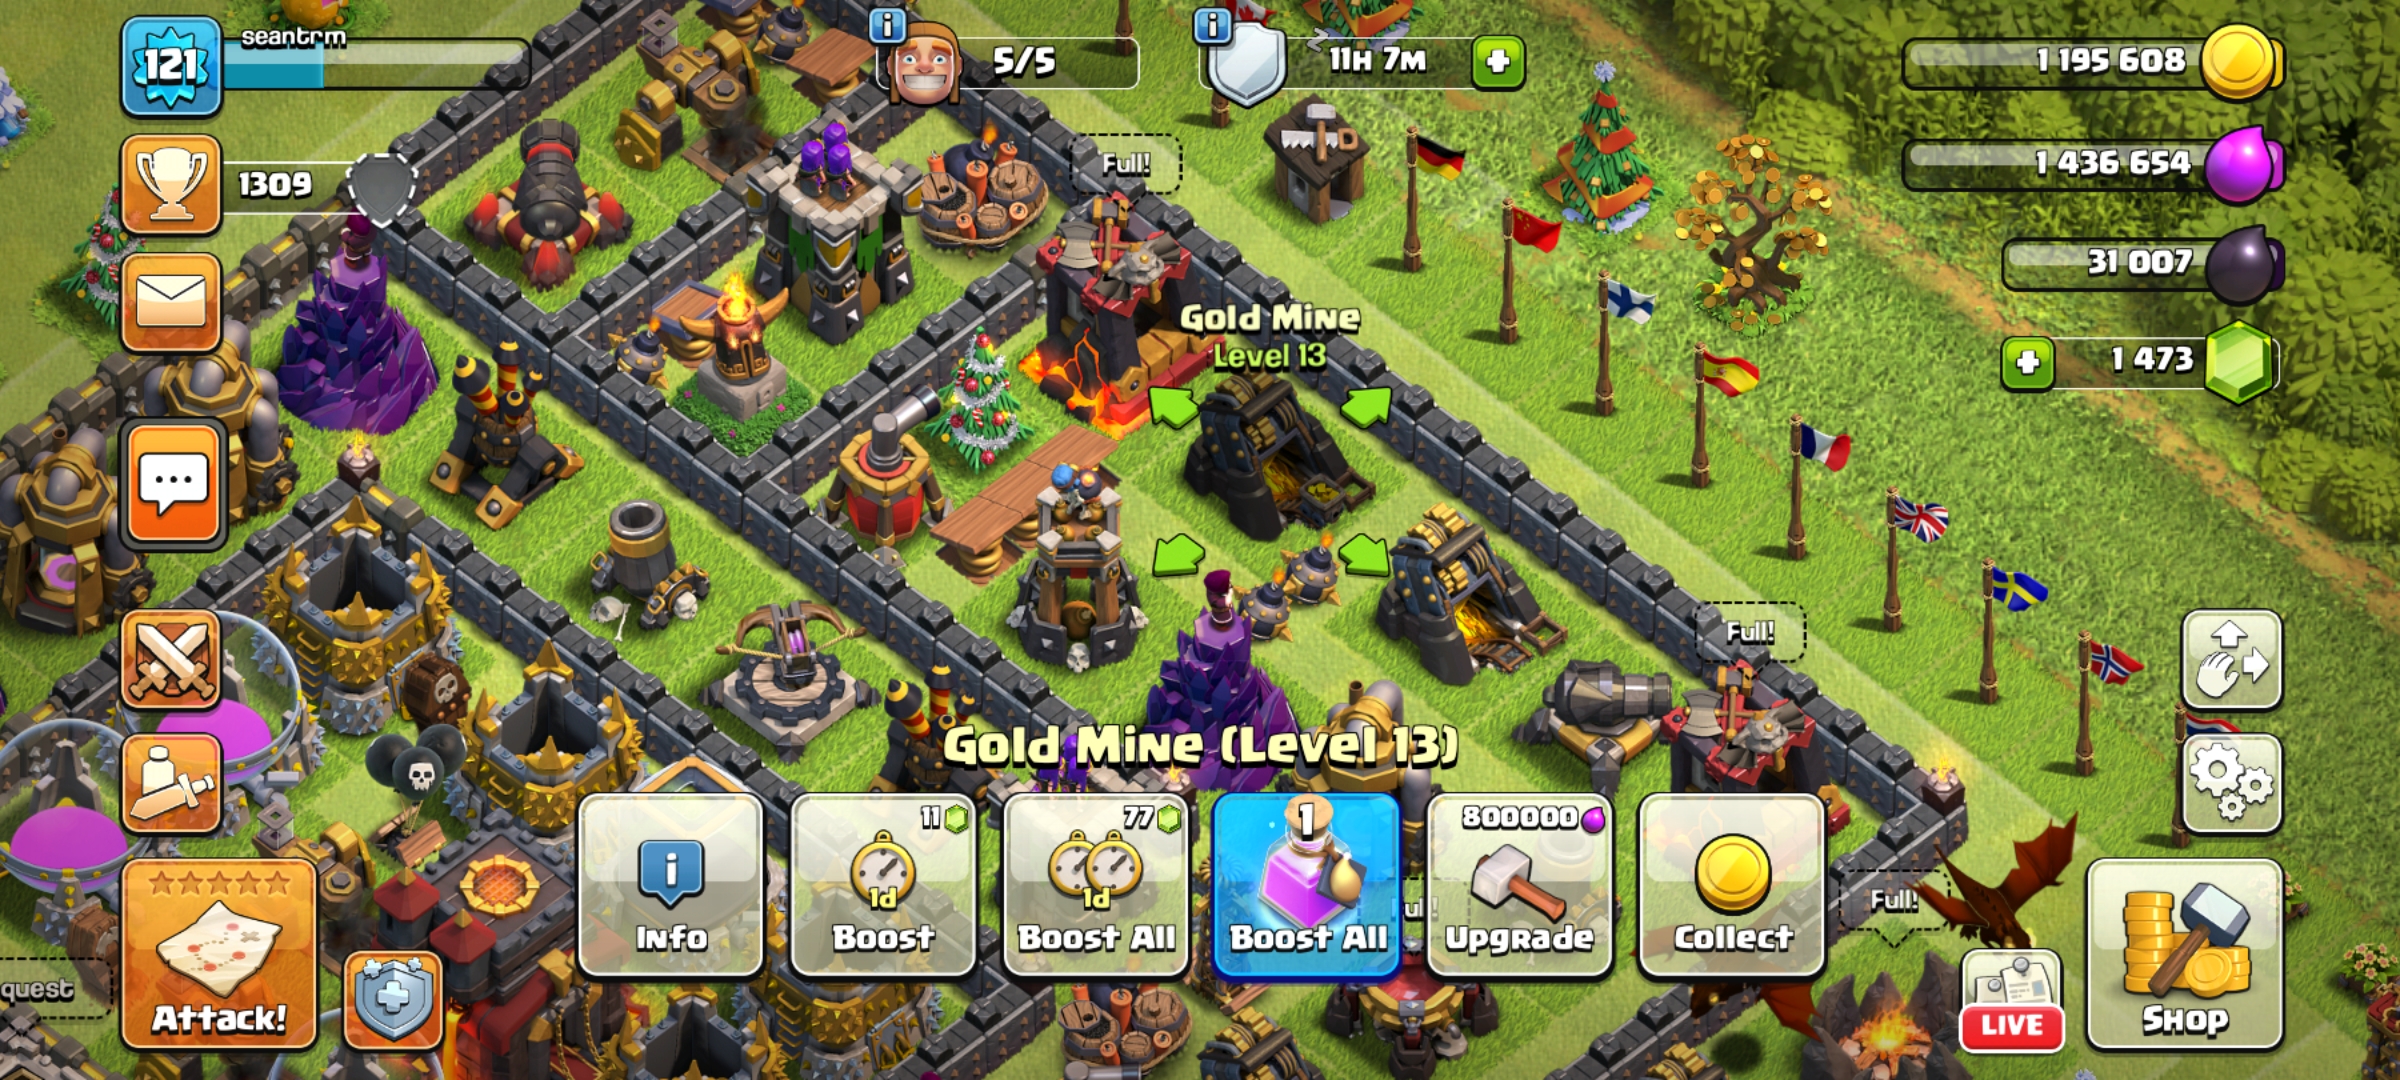 121
seantrm
5/5
11H 7M
1 195 608
1309
Full!
1 436 654
31 007
1 473
Gold Mine
Level 13
Full!
Gold Mine (Level 13)
Info
11
1d
Boost
77
1d
Boost All
1
Boost All
800000
Upgrade
Collect
Full!
quest
Attack!
LIVE
Shop